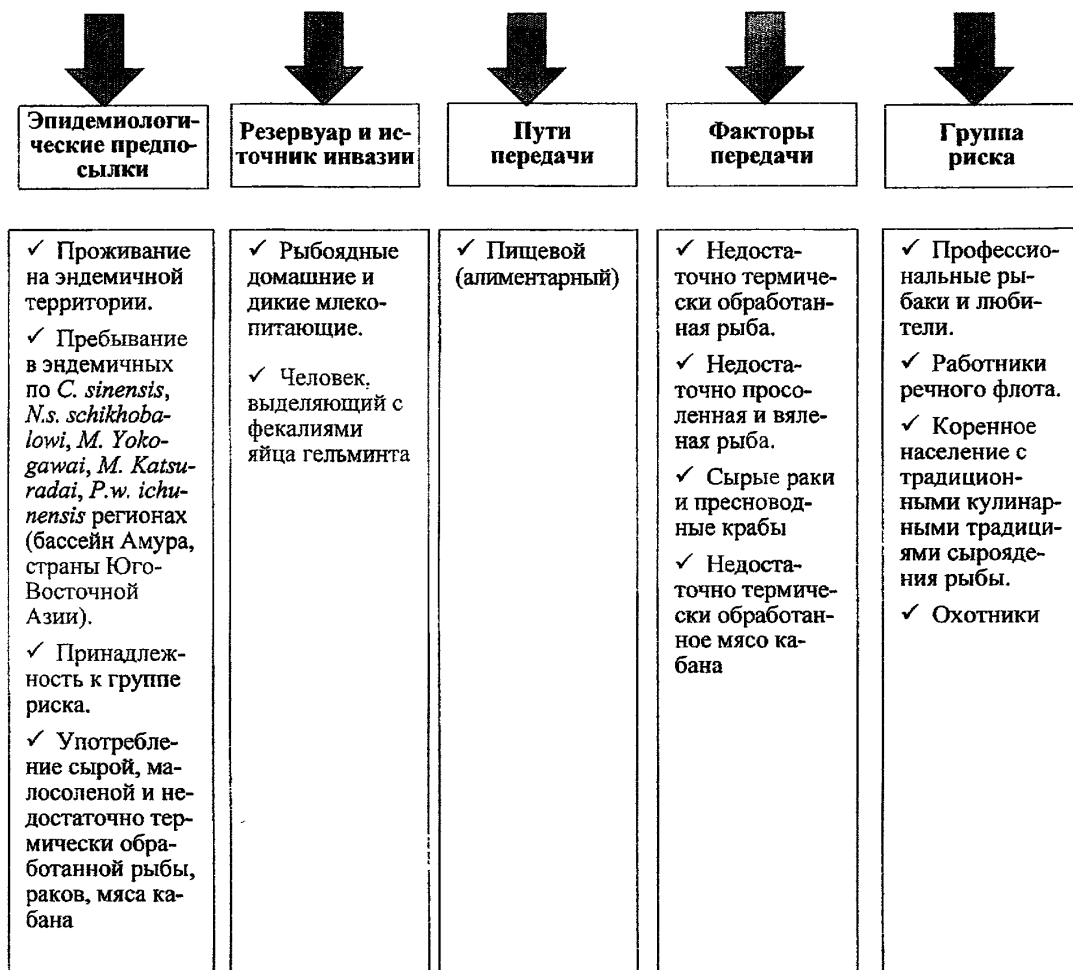 Эпидемиологи-
ческие предпо-
сылки
Резервуар и ис-
точник инвазии
Пути
передачи
Факторы
передачи
Группа
риска
✓ Проживание
на эндемичной
территории.
✓ Пребывание
в эндемичных
по C. sinensis,
N.s. schikhoba-
lowi, M. Yoko-
gawai, M. Katsu-
radai, P.w. ichu-
nensis регионах
(бассейн Амура,
страны Юго-
Восточной
Азии).
✓ Принадлеж-
ность к группе
риска.
✓ Употребле-
ние сырой, ма-
лосоленой и не-
достаточно тер-
мически обра-
ботанной рыбы,
раков, мяса ка-
бана
✓ Рыбоядные
домашние и
дикие млеко-
питающие.
✓ Человек,
выделяющий с
фекалиями
яйца гельминта
✓ Пищевой
(алиментарный)
✓ Недоста-
точно термиче-
ски обработан-
ная рыба.
✓ Недоста-
точно просо-
ленная и вяле-
ная рыба.
✓ Сырые раки
и пресновод-
ные крабы
✓ Недоста-
точно термиче-
ски обработан-
ное мясо ка-
бана
✓ Профессио-
нальные ры-
баки и люби-
тели.
✓ Работники
речного флота.
✓ Коренное
население с
традицион-
ными кулинар-
ными традици-
ями сырояде-
ния рыбы.
✓ Охотники